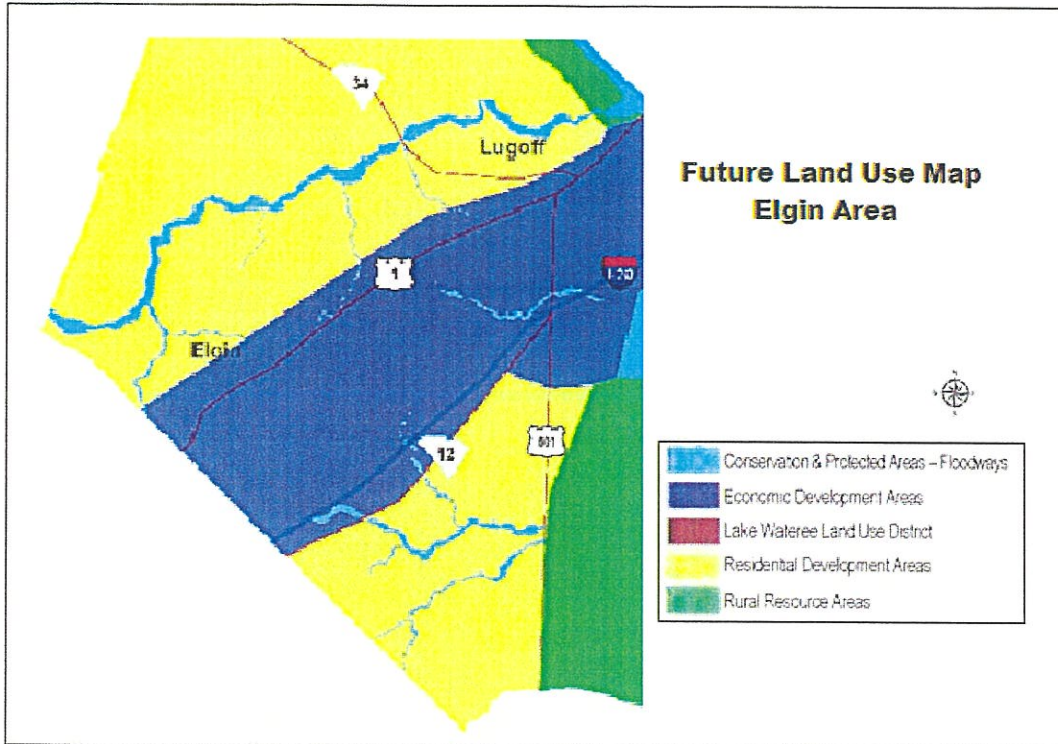 Future Land Use Map
Elgin Area
34
Lugoff
1
I-20
Elgin
12
601
Conservation & Protected Areas – Floodways
Economic Development Areas
Lake Wateree Land Use District
Residential Development Areas
Rural Resource Areas